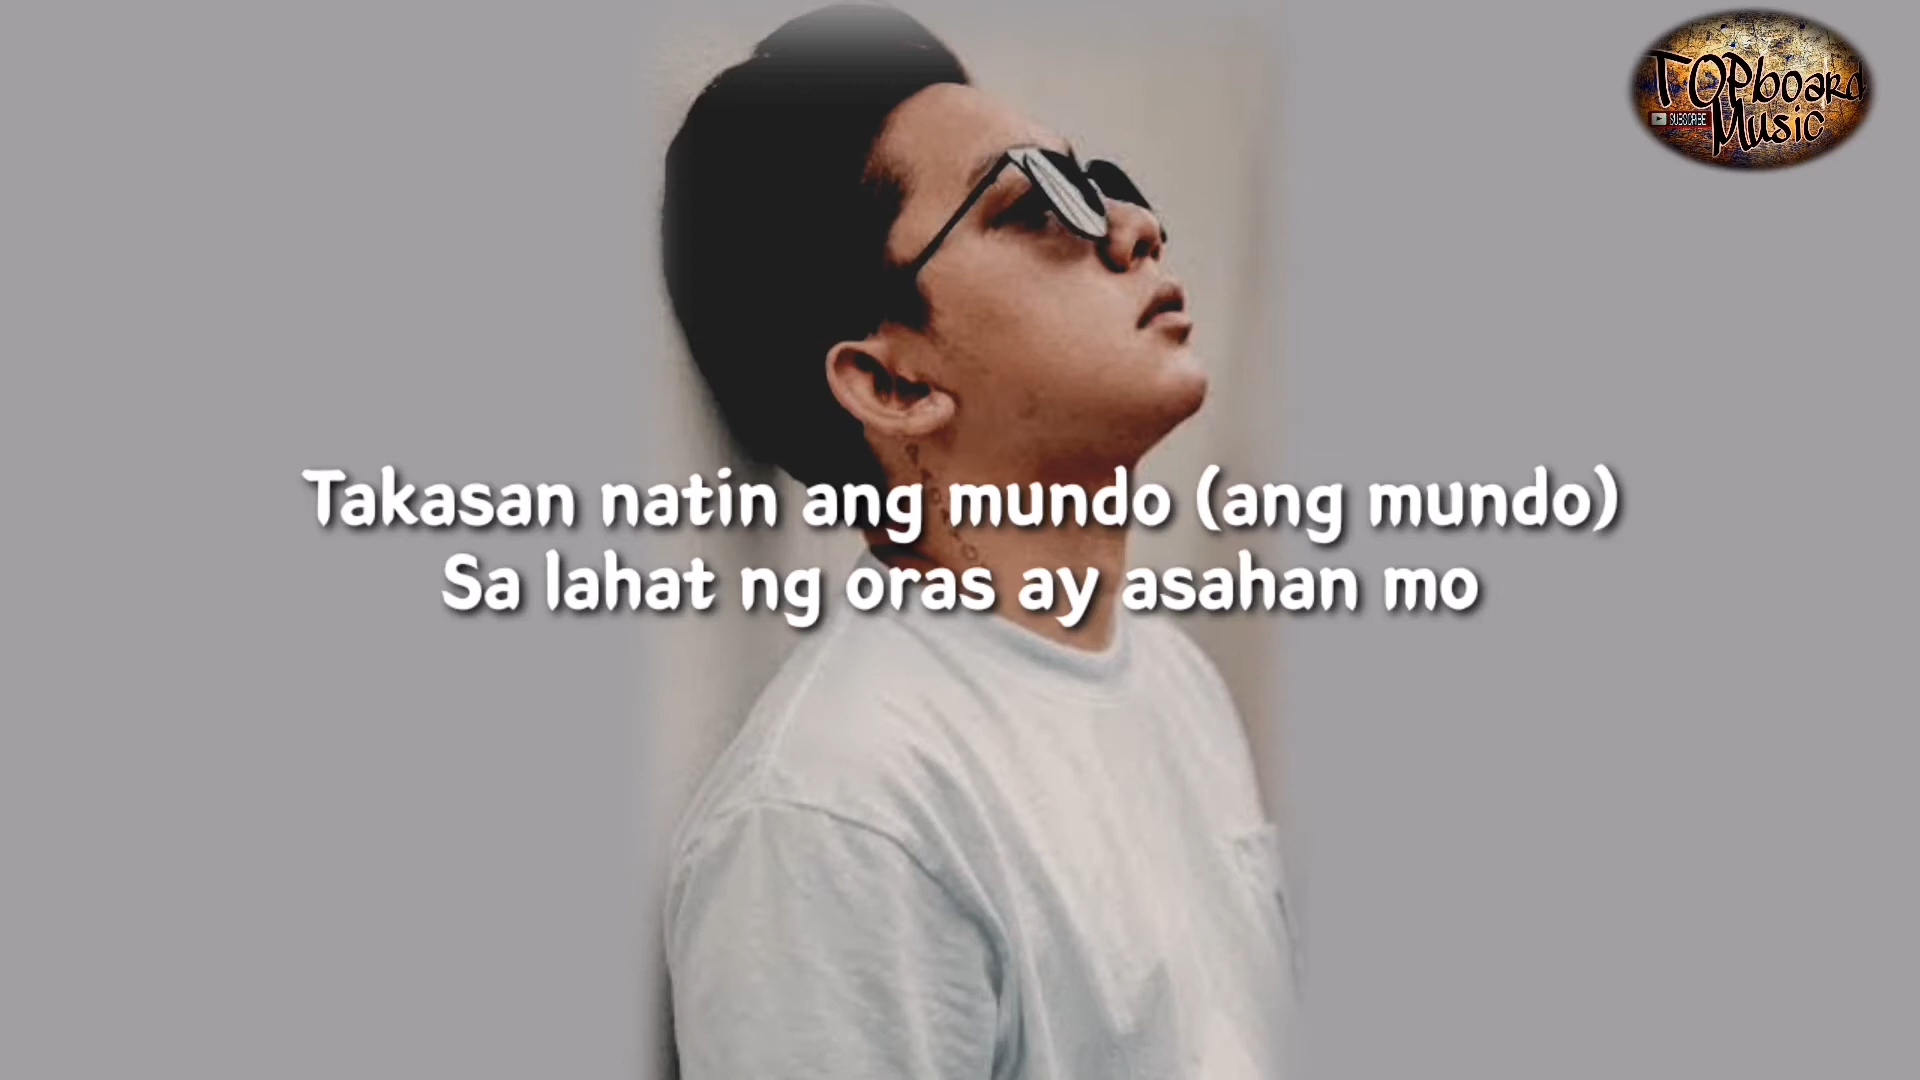 TOPboard
Music
SUBSCRIBE
Takasan natin ang mundo (ang mundo)
Sa lahat ng oras ay asahan mo